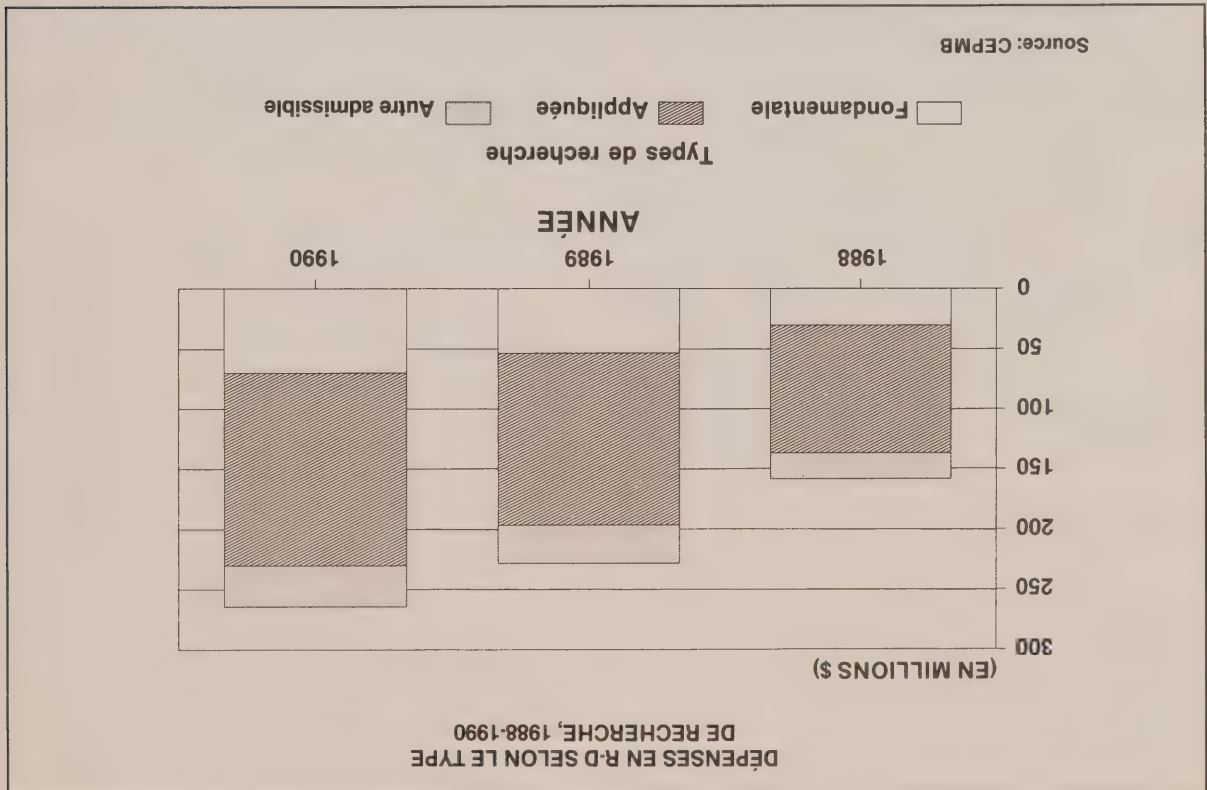 DÉPENSES EN R-D SELON LE TYPE
DE RECHERCHE, 1988-1990
(EN MILLIONS $)
300
250
200
150
100
50
0
1988 1989 1990
ANNÉE
Types de recherche
Fondamentale Appliquée Autre admissible
Source: CEPMB